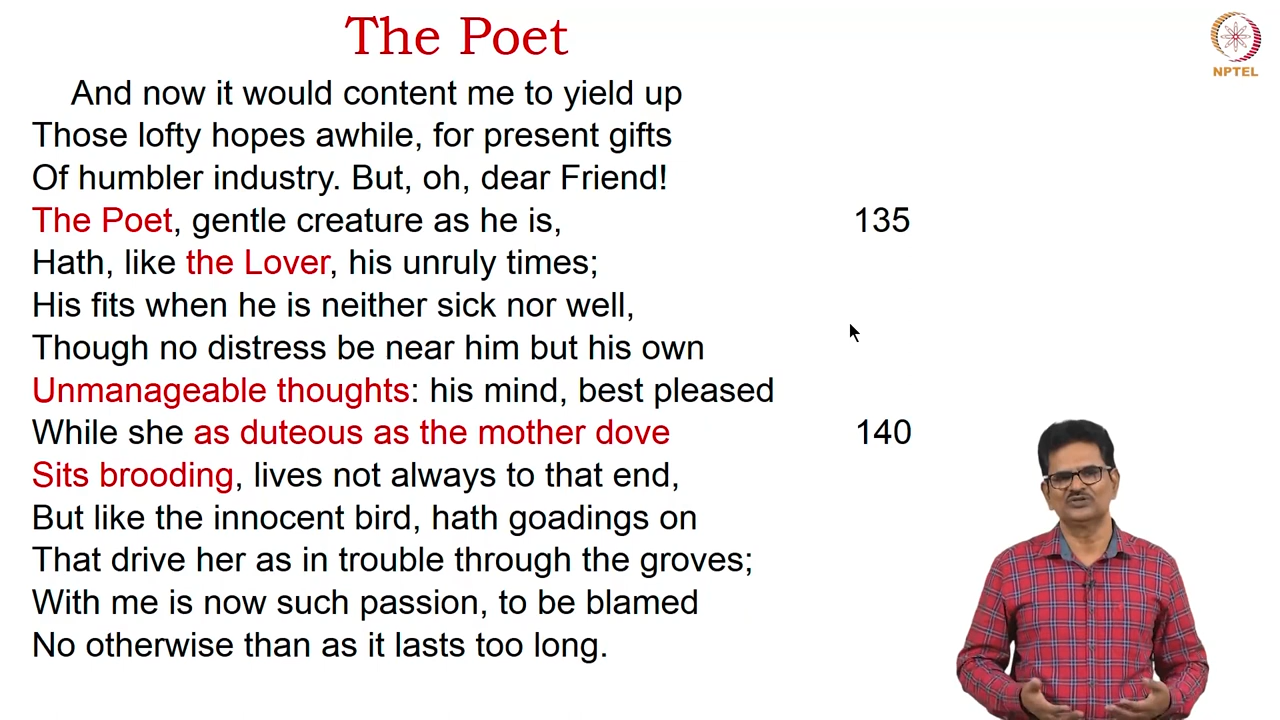 The Poet
NPTEL
And now it would content me to yield up
Those lofty hopes awhile, for present gifts
Of humbler industry. But, oh, dear Friend!
The Poet, gentle creature as he is, 135
Hath, like the Lover, his unruly times;
His fits when he is neither sick nor well,
Though no distress be near him but his own
Unmanageable thoughts: his mind, best pleased
While she as duteous as the mother dove 140
Sits brooding, lives not always to that end,
But like the innocent bird, hath goadings on
That drive her as in trouble through the groves;
With me is now such passion, to be blamed
No otherwise than as it lasts too long.